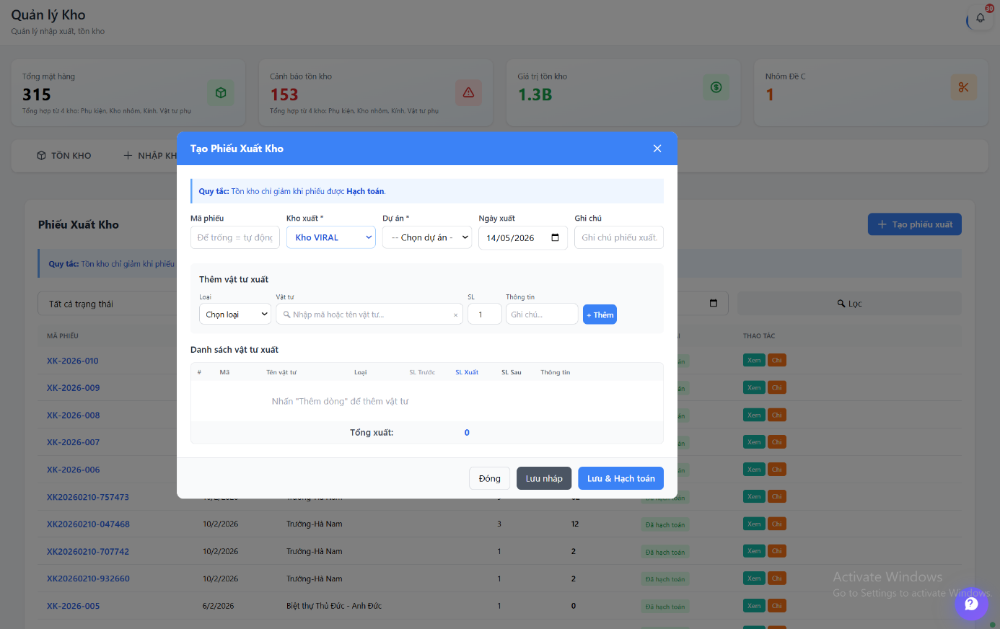 Quản lý Kho
Quản lý nhập xuất, tồn kho
30
Tổng mặt hàng
315
Tổng hợp từ 4 kho: Phụ kiện, Kho nhôm, Kính, Vật tư phụ
Cảnh báo tồn kho
153
Tổng hợp từ 4 kho: Phụ kiện, Kho nhôm, Kính, Vật tư phụ
Giá trị tồn kho
1.3B
Nhôm Đề C
1
TỒN KHO
NHẬP KH
Tạo Phiếu Xuất Kho
Quy tắc: Tồn kho chỉ giảm khi phiếu được Hạch toán.
Mã phiếu
Kho xuất *
Dự án *
Ngày xuất
Ghi chú
Để trống = tự động
Kho VIRAL
-- Chọn dự án -
14/05/2026
Ghi chú phiếu xuất.
Thêm vật tư xuất
Loại
Vật tư
SL
Thông tin
Chọn loại
Nhập mã hoặc tên vật tư...
×
1
Ghi chú...
+ Thêm
Danh sách vật tư xuất
# Mã Tên vật tư Loại SL Trước SL Xuất SL Sau Thông tin
Nhấn "Thêm dòng" để thêm vật tư
Tổng xuất: 0
Đóng
Lưu nháp
Lưu & Hạch toán
Phiếu Xuất Kho
Tạo phiếu xuất
Quy tắc: Tồn kho chỉ giảm khi phiếu
Tất cả trạng thái
Lọc
MÃ PHIẾU
THAO TÁC
XK-2026-010 Xem Chi
XK-2026-009 Xem Chi
XK-2026-008 Xem Chi
XK-2026-007 Xem Chi
XK-2026-006 Xem Chi
XK20260210-757473 Xem Chi
XK20260210-047468 10/2/2026 Trưởng-Hà Nam 3 12 Đã hạch toán Xem Chi
XK20260210-707742 10/2/2026 Trưởng-Hà Nam 1 2 Đã hạch toán Xem Chi
XK20260210-932660 10/2/2026 Trưởng-Hà Nam 1 2 Đã hạch toán Xem Chi
XK-2026-005 6/2/2026 Biệt thự Thủ Đức - Anh Đức 1 0 Đã hạch toán Xem Chi
Activate Windows
Go to Settings to activate Windows.